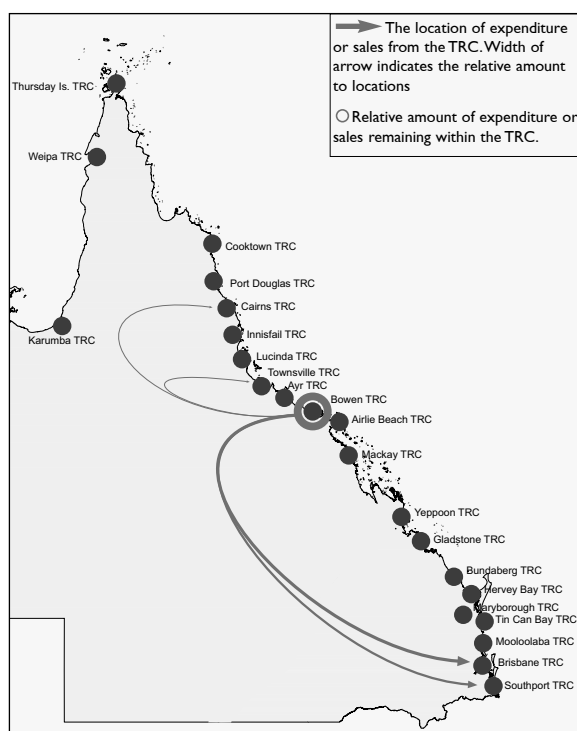 The location of expenditure
or sales from the TRC. Width of
arrow indicates the relative amount
to locations
Relative amount of expenditure or
sales remaining within the TRC.
Thursday Is. TRC
Weipa TRC
Cooktown TRC
Port Douglas TRC
Cairns TRC
Karumba TRC
Innisfail TRC
Lucinda TRC
Townsville TRC
Ayr TRC
Bowen TRC
Airlie Beach TRC
Mackay TRC
Yeppoon TRC
Gladstone TRC
Bundaberg TRC
Hervey Bay TRC
Maryborough TRC
Tin Can Bay TRC
Mooloolaba TRC
Brisbane TRC
Southport TRC